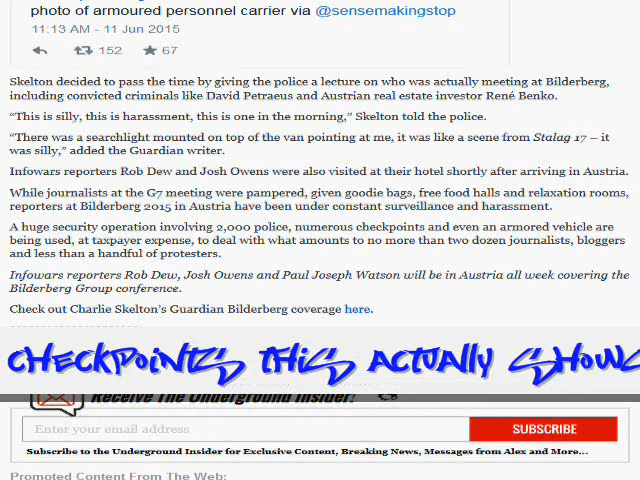 photo of armoured personnel carrier via @sensemakingstop
11:13 AM - 11 Jun 2015
152 67
Skelton decided to pass the time by giving the police a lecture on who was actually meeting at Bilderberg,
including convicted criminals like David Petraeus and Austrian real estate investor René Benko.
“This is silly, this is harassment, this is one in the morning,” Skelton told the police.
“There was a searchlight mounted on top of the van pointing at me, it was like a scene from Stalag 17 – it
was silly,” added the Guardian writer.
Infowars reporters Rob Dew and Josh Owens were also visited at their hotel shortly after arriving in Austria.
While journalists at the G7 meeting were pampered, given goodie bags, free food halls and relaxation rooms,
reporters at Bilderberg 2015 in Austria have been under constant surveillance and harassment.
A huge security operation involving 2,000 police, numerous checkpoints and even an armored vehicle are
being used, at taxpayer expense, to deal with what amounts to no more than two dozen journalists, bloggers
and less than a handful of protesters.
Infowars reporters Rob Dew, Josh Owens and Paul Joseph Watson will be in Austria all week covering the
Bilderberg Group conference.
Check out Charlie Skelton’s Guardian Bilderberg coverage here.
CHECKPOINTS THIS ACTUALLY SHOWS
Receive The Underground Insider!
Enter your email address
SUBSCRIBE
Subscribe to the Underground Insider for Exclusive Content, Breaking News, Messages from Alex and More...
Promoted Content From The Web: